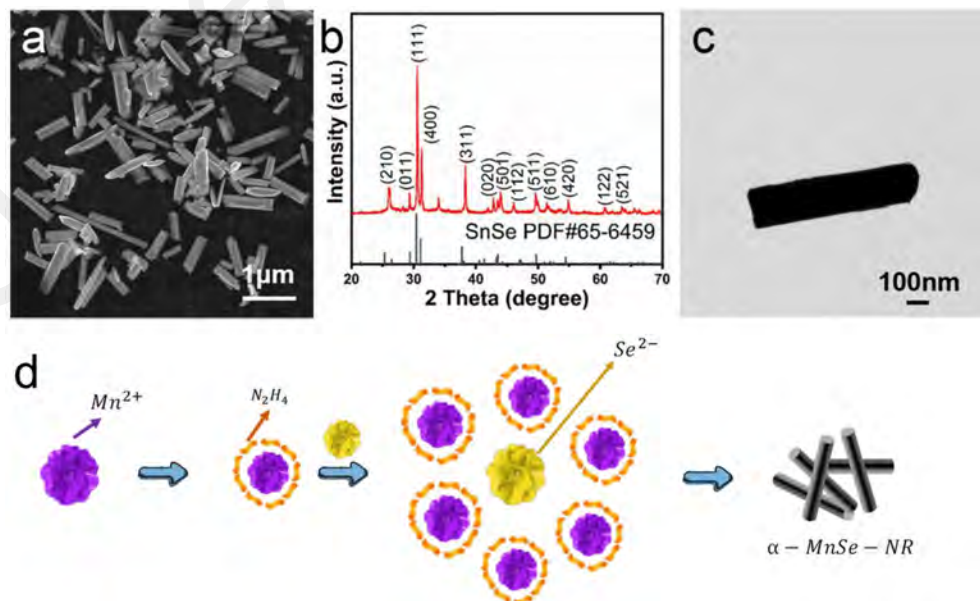 a
1μm
b
Intensity (a.u.)
(210)
(011)
(111)
(400)
(311)
(020)
(501)
(112)
(511)
(610)
(420)
(122)
(521)
SnSe PDF#65-6459
20 30 40 50 60 70
2 Theta (degree)
c
100nm
d
Mn²⁺
N₂H₄
Se²⁻
α − MnSe − NR